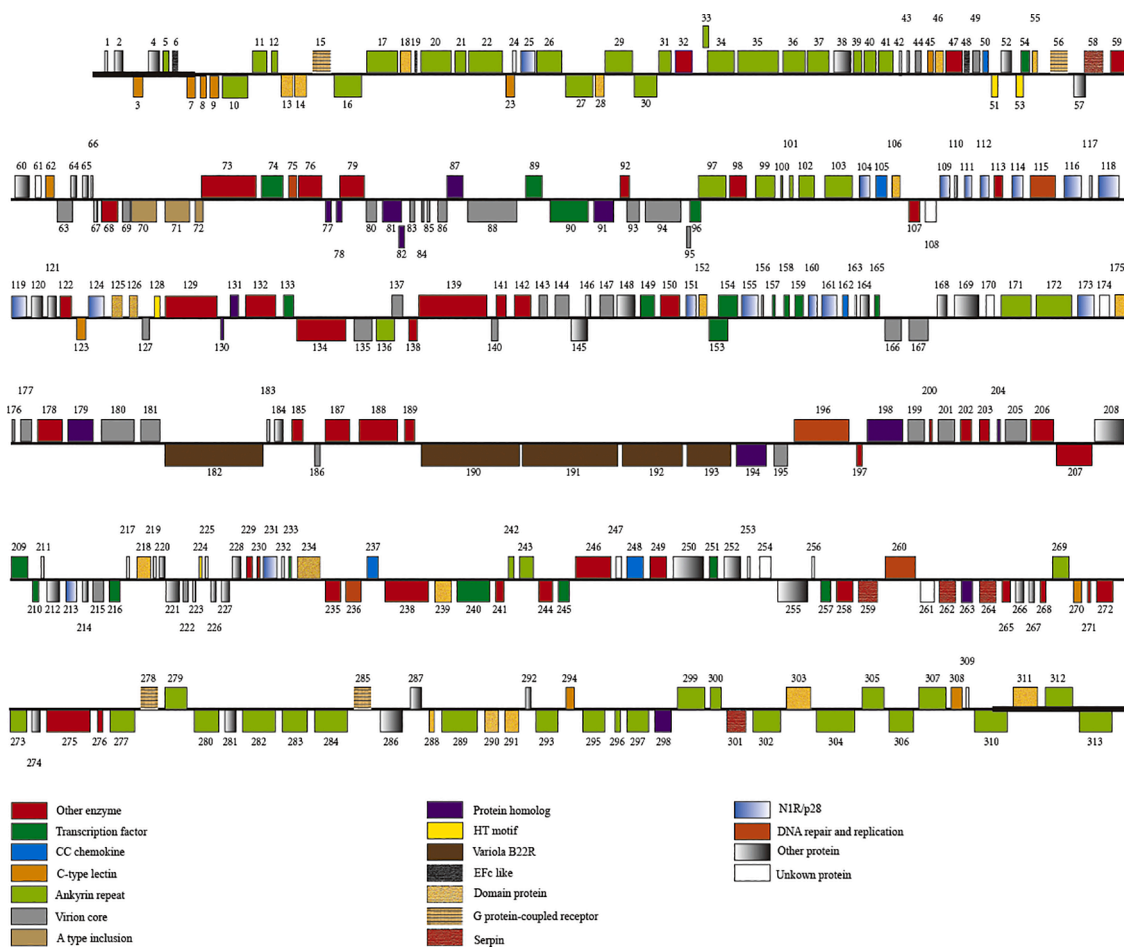 33
1 2 4 5 6 11 12 15 17 18 19 20 21 22 24 25 26 29 31 32 34 35 36 37 38 39 40 41 42 43 44 45 46 47 48 49 50 52 54 55 56 58 59
3 7 8 9 10 13 14 16 23 27 28 30 51 53 57
66
60 61 62 64 65 73 74 75 76 79 87 89 92 97 98 99 100 101 102 103 104 105 106 109 110 111 112 113 114 115 116 117 118
63 67 68 69 70 71 72 77 80 81 83 85 86 88 90 91 93 94 96 107
78 82 84 95 108
121
119 120 122 124 125 126 128 129 131 132 133 137 139 141 142 143 144 146 147 148 149 150 151 152 154 155 156 157 158 159 160 161 162 163 164 165 168 169 170 171 172 173 174 175
123 127 130 134 135 136 138 140 145 153 166 167
177 183 200 204
176 178 179 180 181 184 185 187 188 189 196 198 199 201 202 203 205 206 208
182 186 190 191 192 193 194 195 197 207
217 225 233 242 247 253
209 211 218 219 220 224 228 229 230 231 232 234 237 243 246 248 249 250 251 252 254 256 260 269
210 212 213 215 216 221 223 227 235 236 238 239 240 241 244 245 255 257 258 259 261 262 263 264 265 266 268 270 272
214 222 226 267 271
309
278 279 285 287 292 294 299 300 303 305 307 308 311 312
273 275 276 277 280 281 282 283 284 286 288 289 290 291 293 295 296 297 298 301 302 304 306 310 313
274
Other enzyme
Transcription factor
CC chemokine
C-type lectin
Ankyrin repeat
Virion core
A type inclusion
Protein homolog
HT motif
Variola B22R
EFc like
Domain protein
G protein-coupled receptor
Serpin
N1R/p28
DNA repair and replication
Other protein
Unkown protein